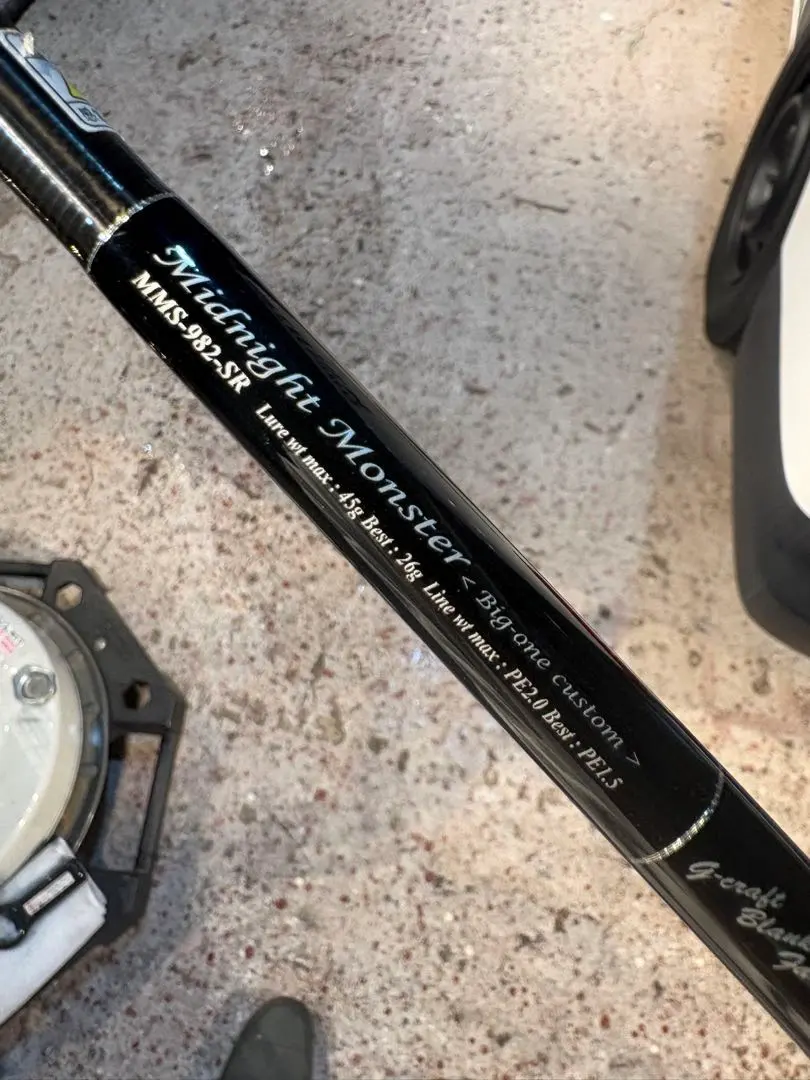 Midnight Monster < Big-one custom >
MMS-982-SR Lure wt max : 45g Best : 26g Line wt max : PE2.0 Best : PE1.5
G-craft